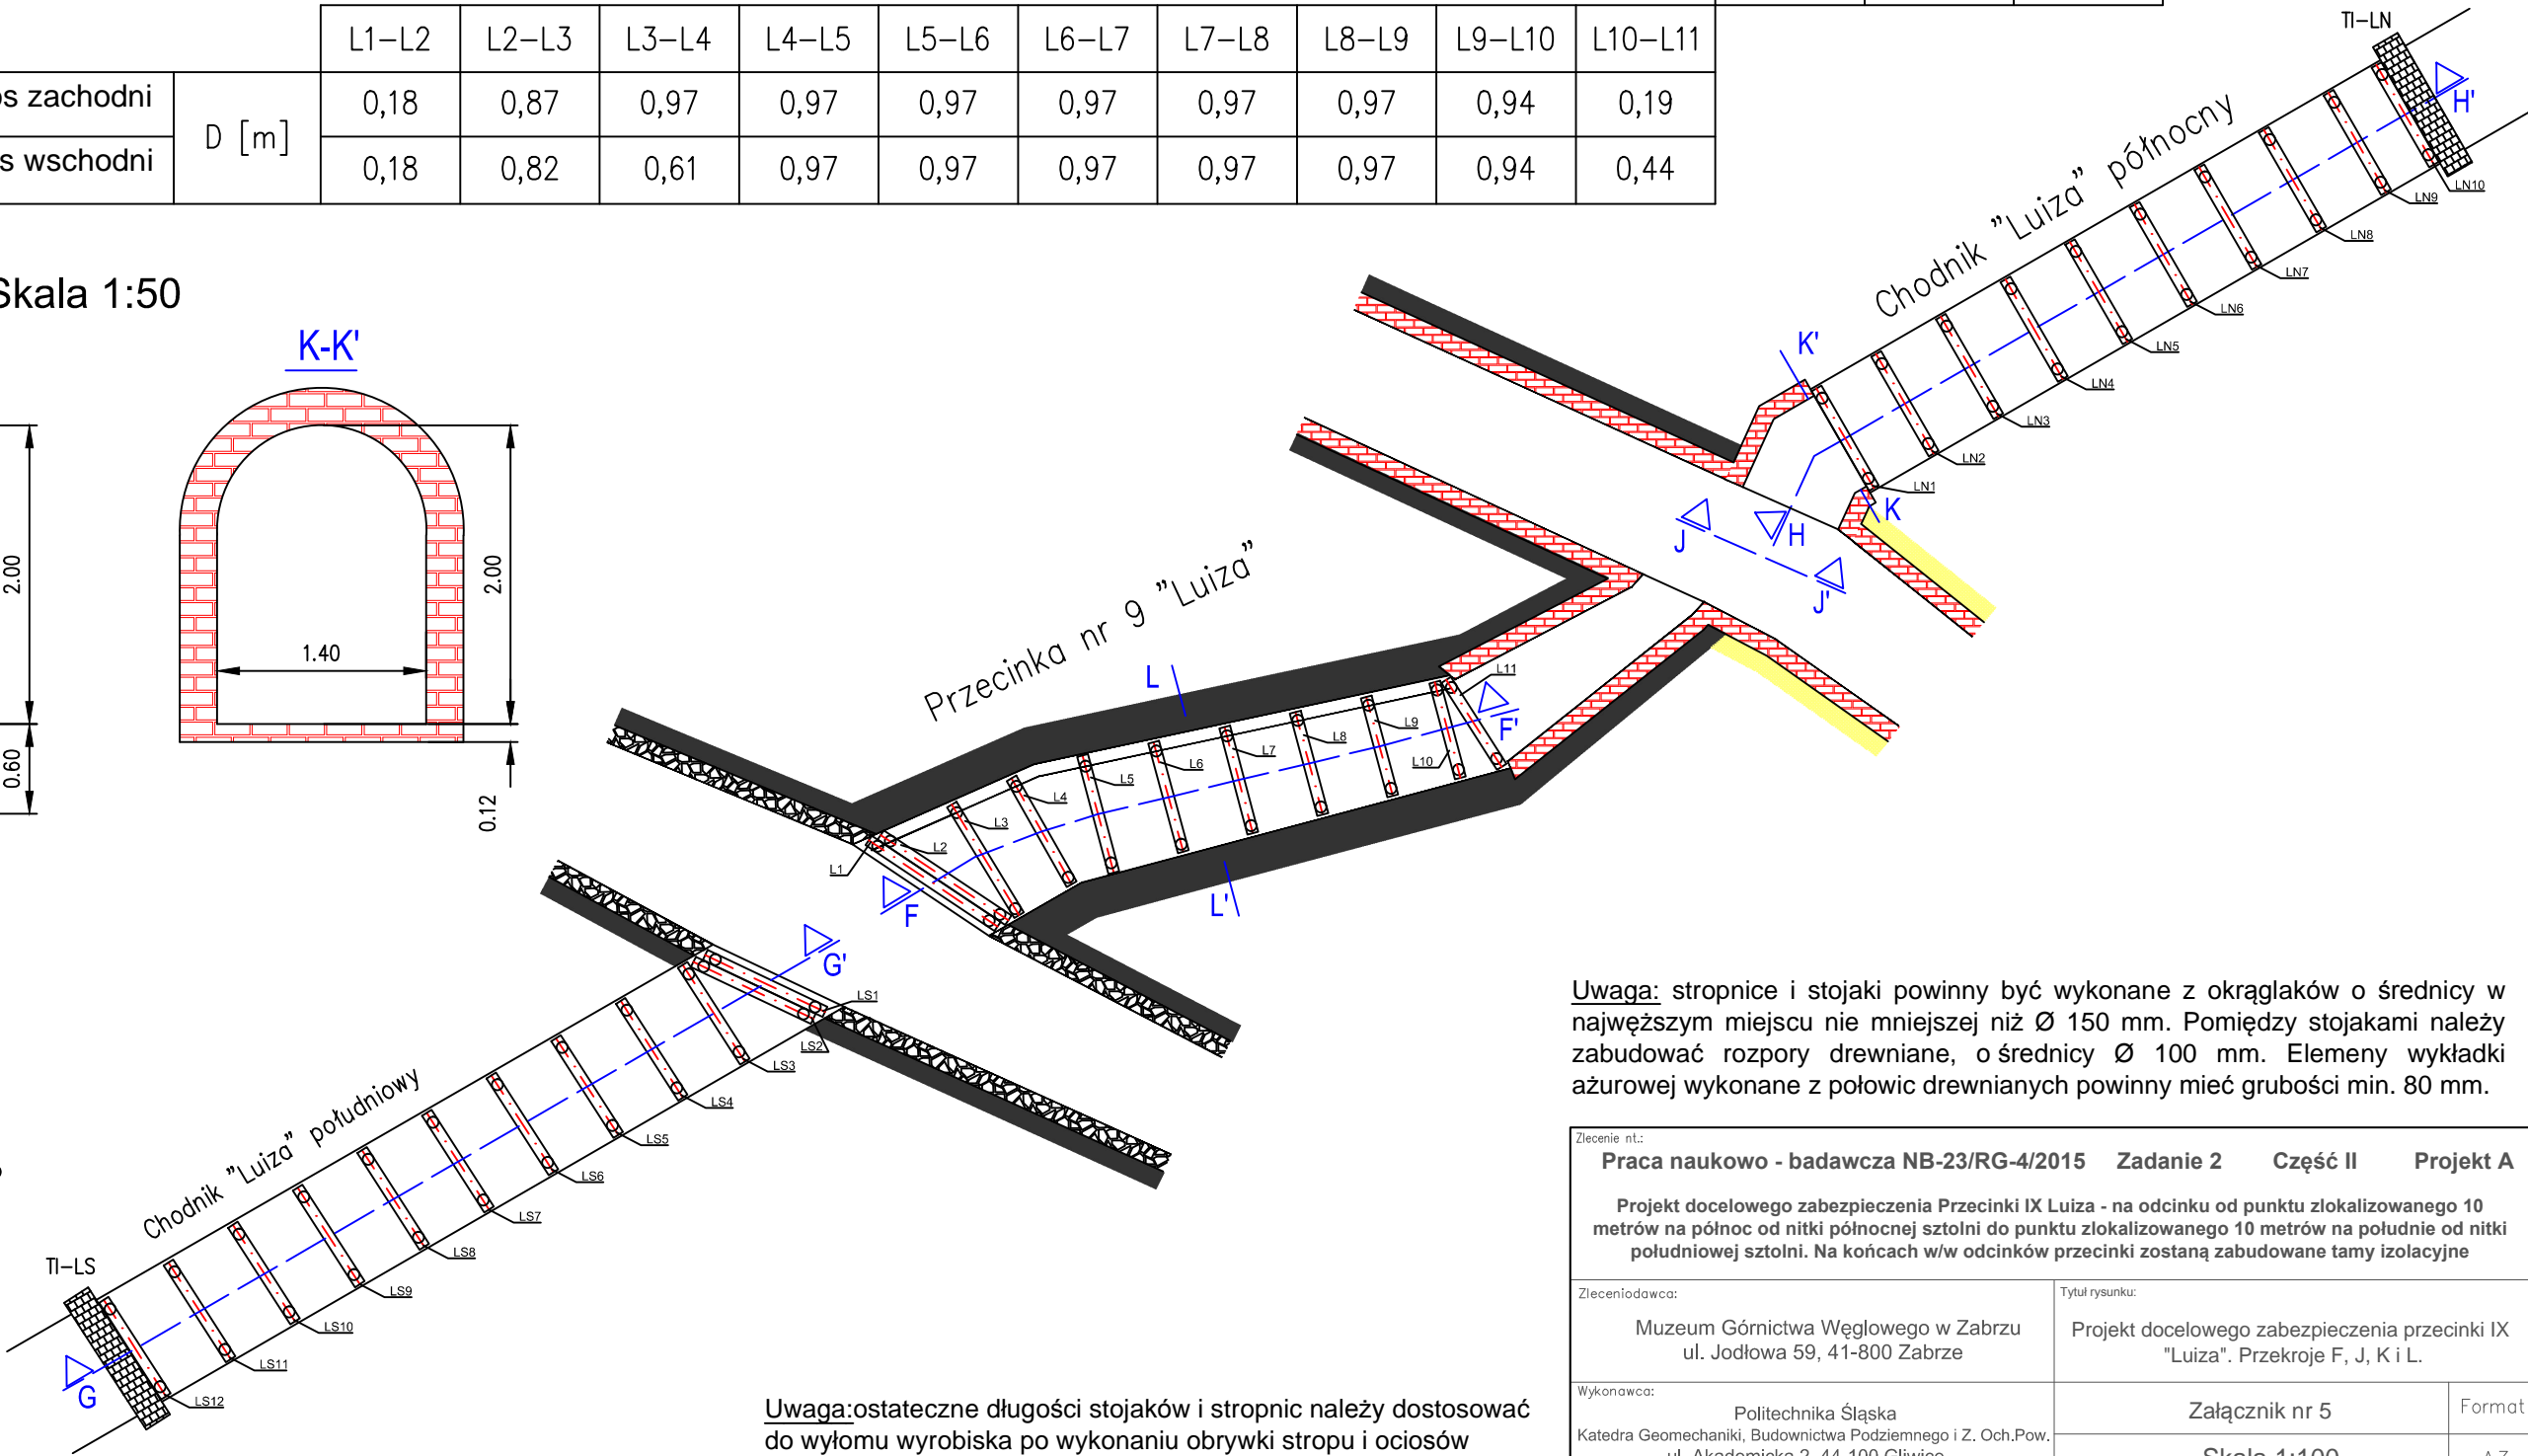 L1-L2 L2-L3 L3-L4 L4-L5 L5-L6 L6-L7 L7-L8 L8-L9 L9-L10 L10-L11
zachodni D [m] 0,18 0,87 0,97 0,97 0,97 0,97 0,97 0,97 0,94 0,19
wschodni 0,18 0,82 0,61 0,97 0,97 0,97 0,97 0,97 0,94 0,44
Skala 1:50
K-K'
2.00
0.60
1.40
2.00
0.12
TI-LN
H'
Chodnik "Luiza" północny
LN10
LN9
LN8
LN7
LN6
LN5
LN4
LN3
LN2
LN1
K'
K
J
H
J'
Przecinka nr 9 "Luiza"
L
L11
F'
L10
L9
L8
L7
L6
L5
L4
L3
L2
L1
F
L'
G'
LS1
LS2
LS3
LS4
LS5
LS6
LS7
LS8
LS9
LS10
LS11
LS12
Chodnik "Luiza" południowy
TI-LS
G
Uwaga: stropnice i stojaki powinny być wykonane z okrąglaków o średnicy w
najwęższym miejscu nie mniejszej niż Ø 150 mm. Pomiędzy stojakami należy
zabudować rozpory drewniane, o średnicy Ø 100 mm. Elemeny wykładki
ażurowej wykonane z połowic drewnianych powinny mieć grubości min. 80 mm.
Uwaga:ostateczne długości stojaków i stropnic należy dostosować
do wyłomu wyrobiska po wykonaniu obrywki stropu i ociosów
Zlecenie nt.:
Praca naukowo - badawcza NB-23/RG-4/2015 Zadanie 2 Część II Projekt A
Projekt docelowego zabezpieczenia Przecinki IX Luiza - na odcinku od punktu zlokalizowanego 10
metrów na północ od nitki północnej sztolni do punktu zlokalizowanego 10 metrów na południe od nitki
południowej sztolni. Na końcach w/w odcinków przecinki zostaną zabudowane tamy izolacyjne
Zleceniodawca:
Muzeum Górnictwa Węglowego w Zabrzu
ul. Jodłowa 59, 41-800 Zabrze
Tytuł rysunku:
Projekt docelowego zabezpieczenia przecinki IX
"Luiza". Przekroje F, J, K i L.
Wykonawca:
Politechnika Śląska
Katedra Geomechaniki, Budownictwa Podziemnego i Z. Och.Pow.
ul. Akademicka 2, 44-100 Gliwice
Załącznik nr 5
Format
Skala 1:100